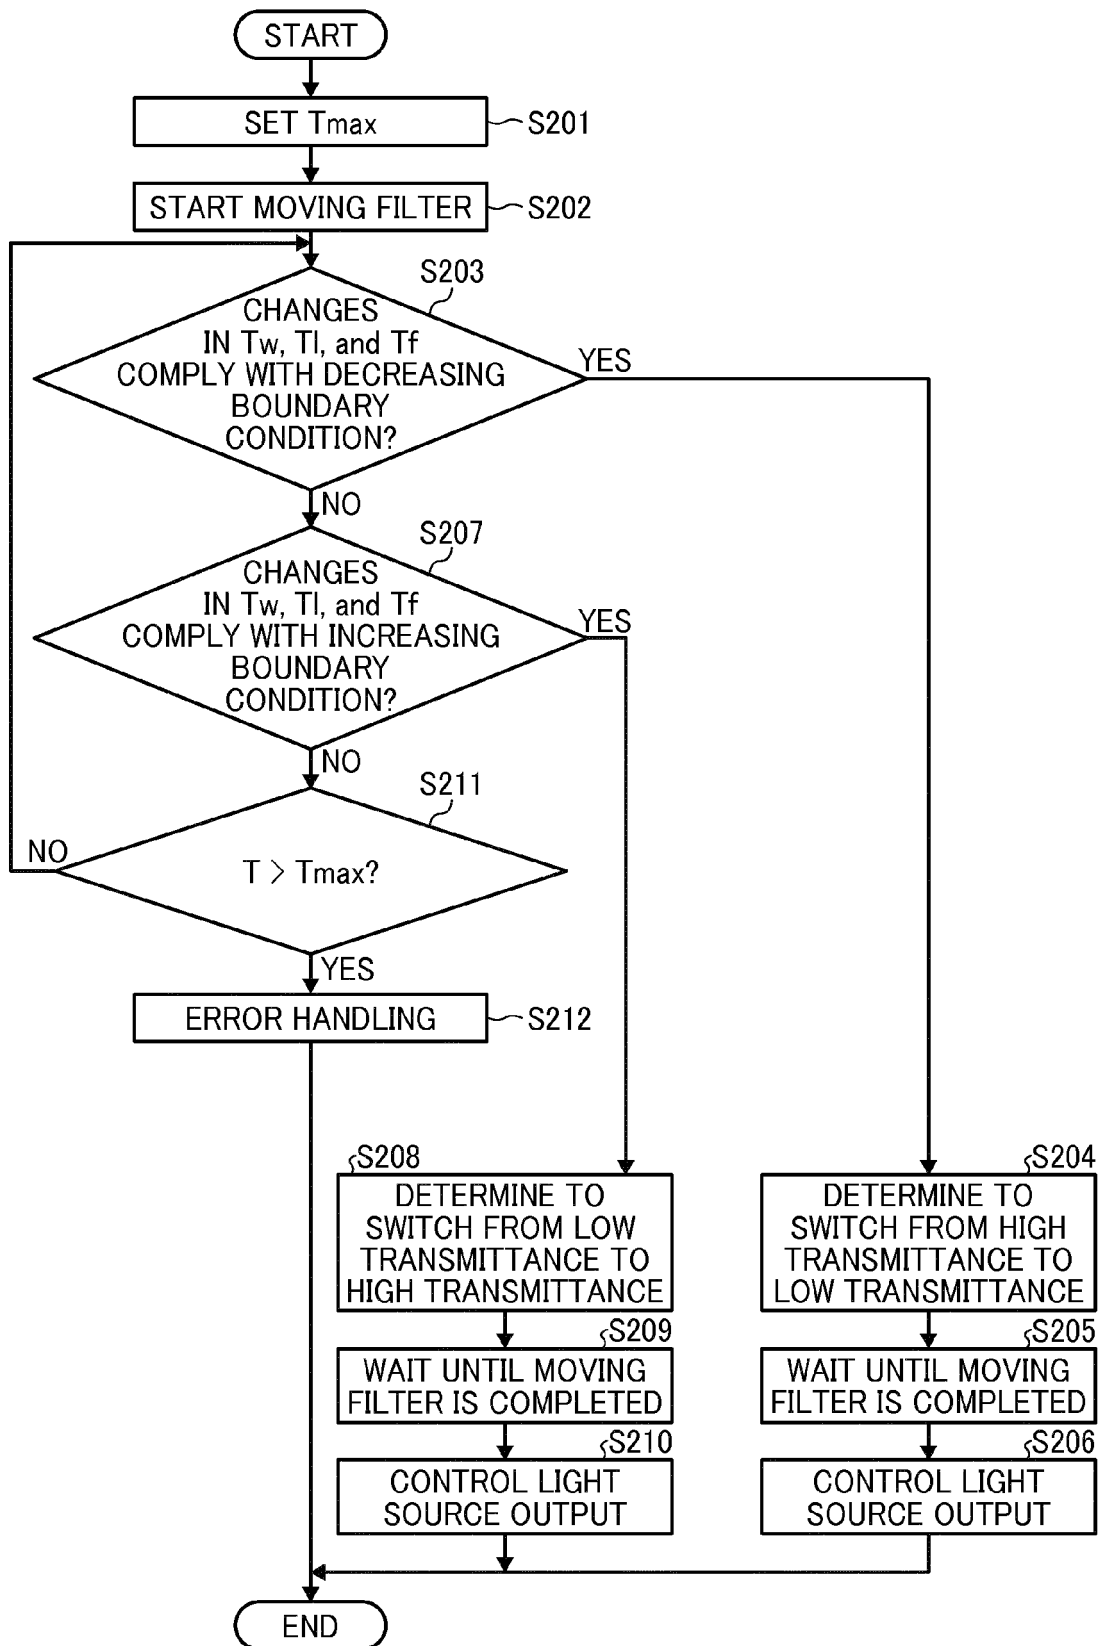 START
SET Tmax
S201
START MOVING FILTER
S202
S203
CHANGES
IN Tw, Tl, and Tf
COMPLY WITH DECREASING
BOUNDARY
CONDITION?
YES
NO
S207
CHANGES
IN Tw, Tl, and Tf
COMPLY WITH INCREASING
BOUNDARY
CONDITION?
YES
NO
S211
T > Tmax?
NO
YES
ERROR HANDLING
S212
S208
DETERMINE TO
SWITCH FROM LOW
TRANSMITTANCE TO
HIGH TRANSMITTANCE
S209
WAIT UNTIL MOVING
FILTER IS COMPLETED
S210
CONTROL LIGHT
SOURCE OUTPUT
S204
DETERMINE TO
SWITCH FROM HIGH
TRANSMITTANCE TO
LOW TRANSMITTANCE
S205
WAIT UNTIL MOVING
FILTER IS COMPLETED
S206
CONTROL LIGHT
SOURCE OUTPUT
END